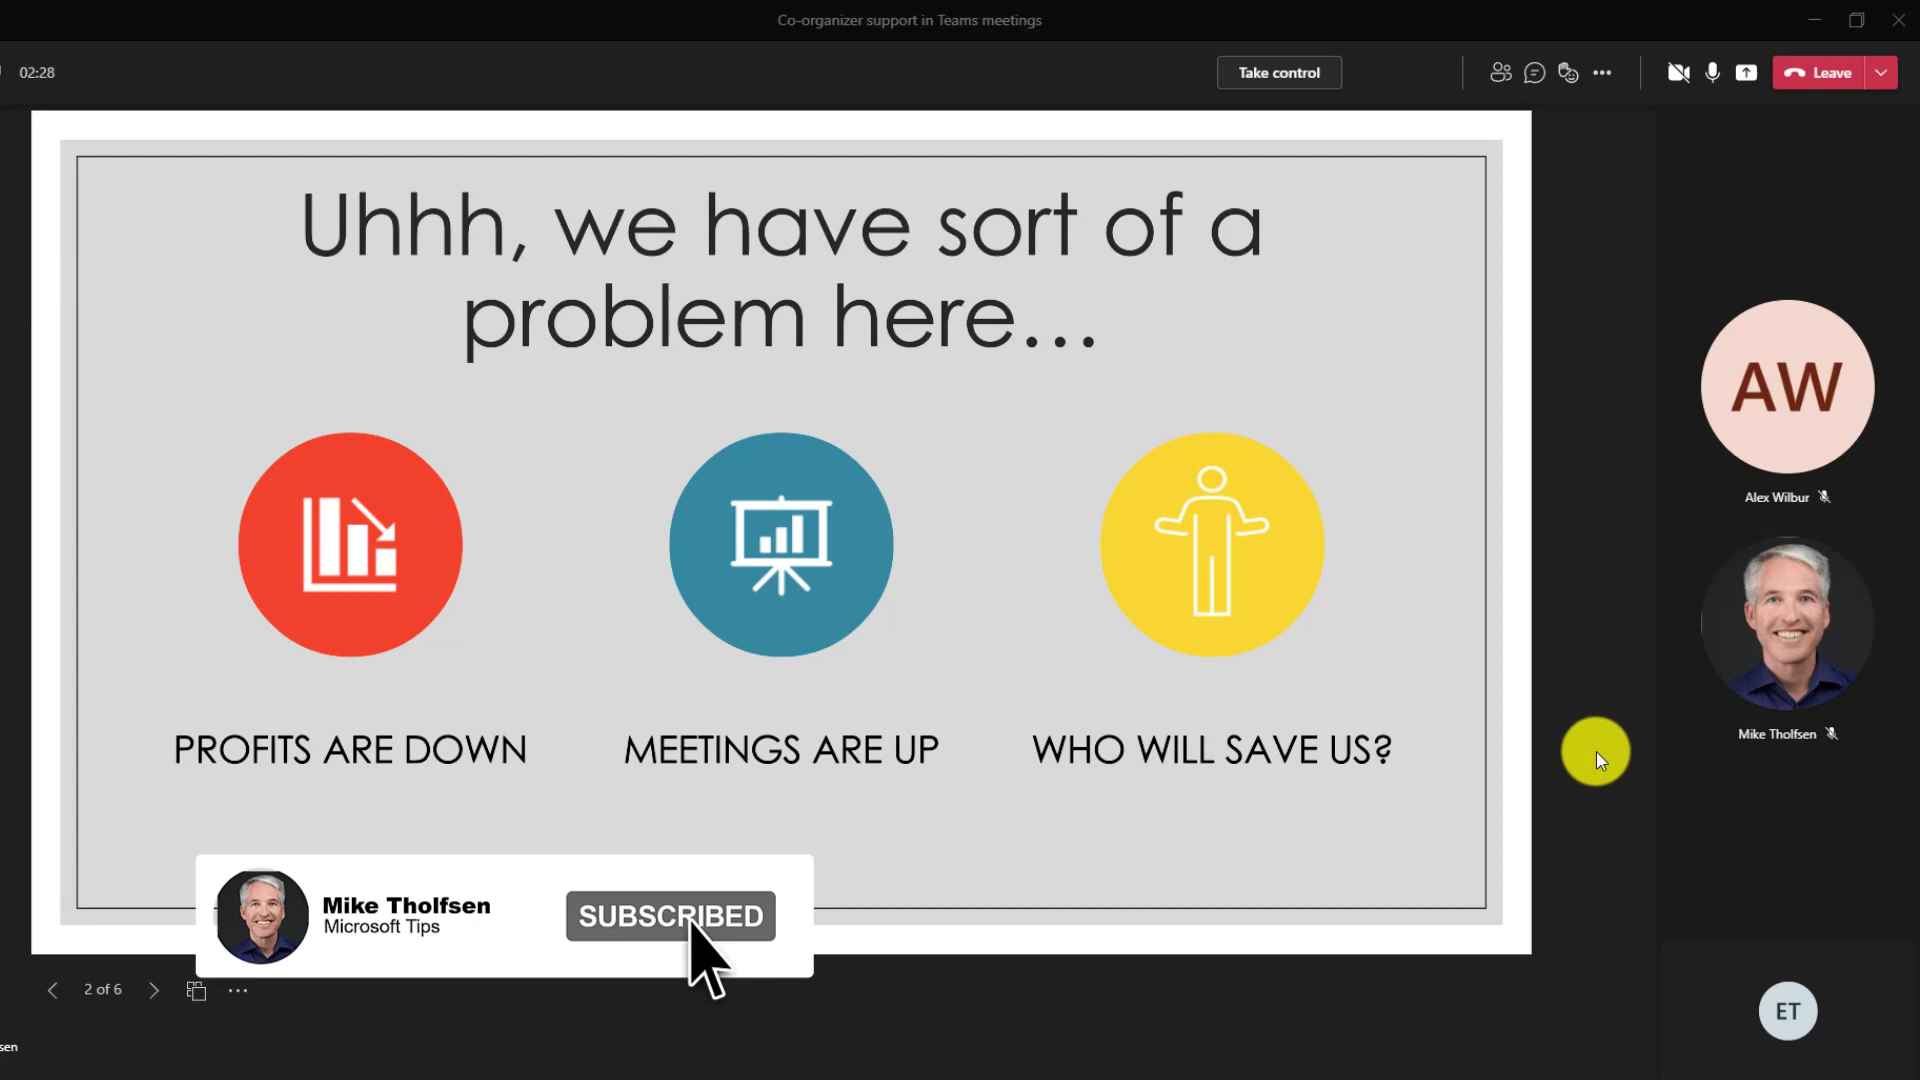 Co-organizer support in Teams meetings
02:28
Take control
Leave
Uhhh, we have sort of a
problem here...
PROFITS ARE DOWN
MEETINGS ARE UP
WHO WILL SAVE US?
AW
Alex Wilbur
Mike Tholfsen
Mike Tholfsen
Microsoft Tips
SUBSCRIBED
2 of 6
ET
sen